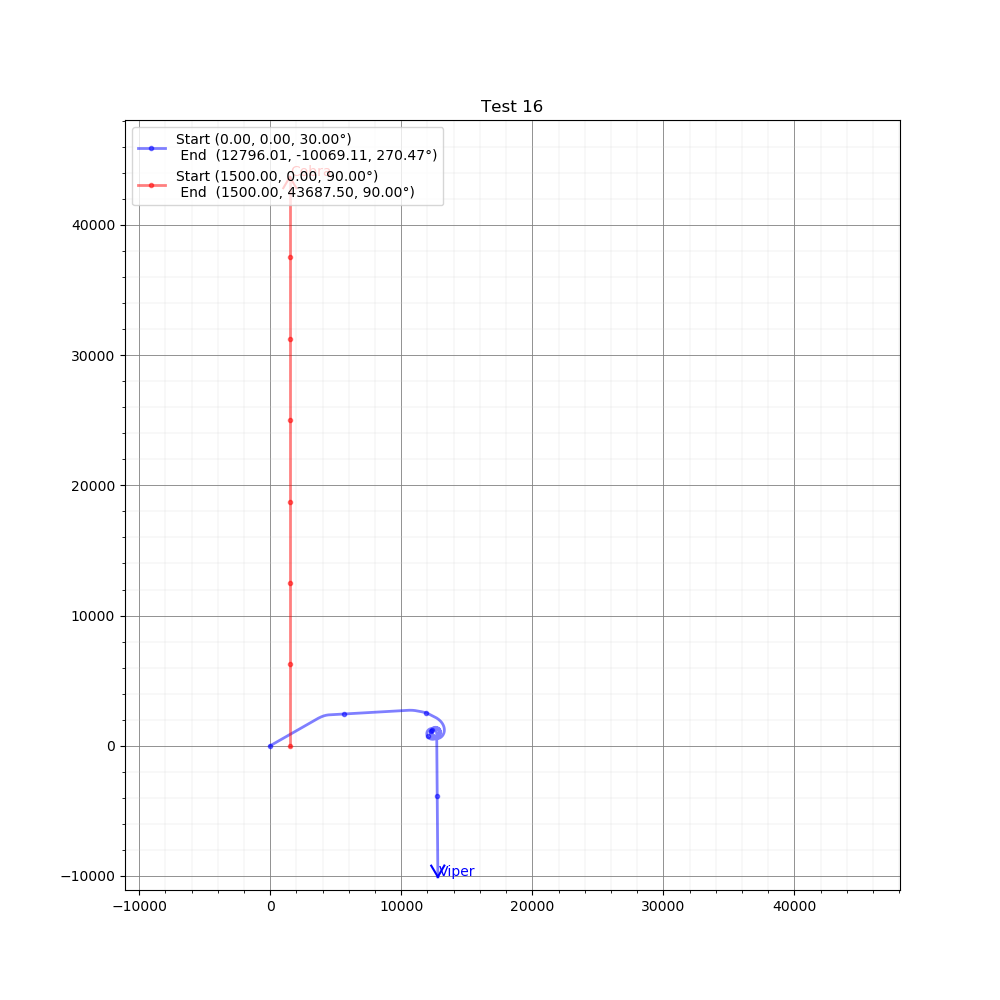 Test 16
Start (0.00, 0.00, 30.00°)
End  (12796.01, -10069.11, 270.47°)
Start (1500.00, 0.00, 90.00°)
End  (1500.00, 43687.50, 90.00°)
40000
30000
20000
10000
0
−10000
Viper
−10000 0 10000 20000 30000 40000